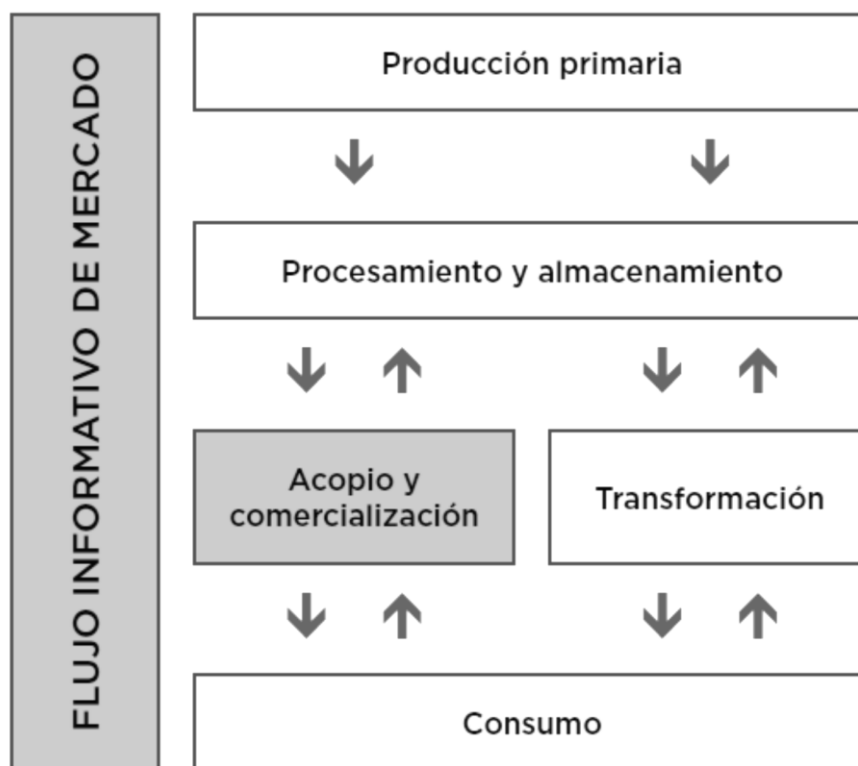 FLUJO INFORMATIVO DE MERCADO
Producción primaria
Procesamiento y almacenamiento
Acopio y
comercialización
Transformación
Consumo